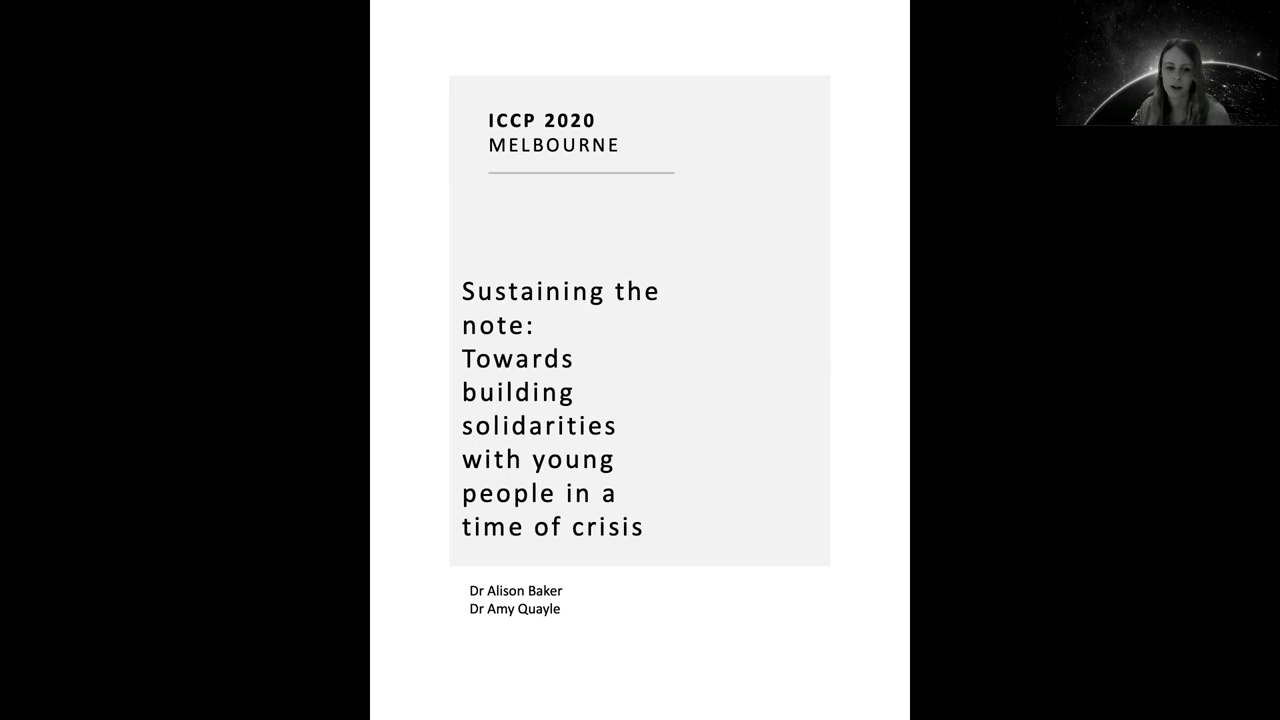 ICCP 2020
MELBOURNE
Sustaining the
note:
Towards
building
solidarities
with young
people in a
time of crisis
Dr Alison Baker
Dr Amy Quayle